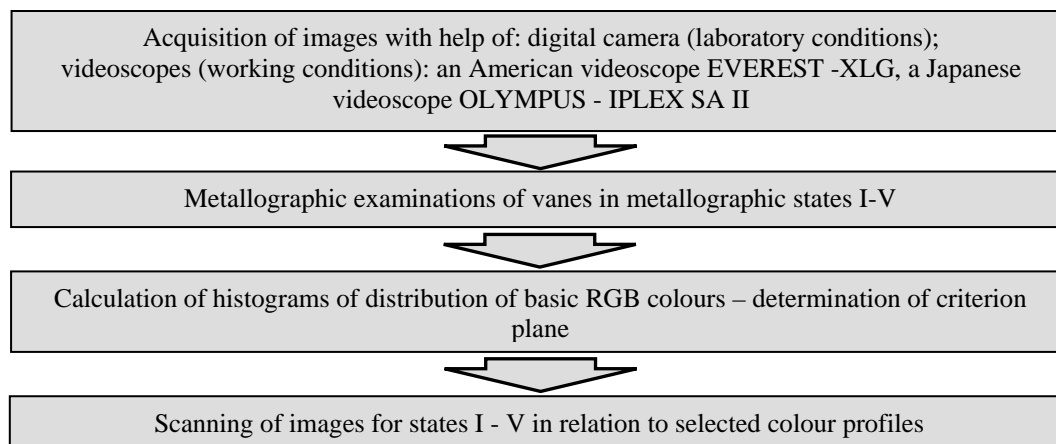 Acquisition of images with help of: digital camera (laboratory conditions);
videoscopes (working conditions): an American videoscope EVEREST -XLG, a Japanese
videoscope OLYMPUS - IPLEX SA II
Metallographic examinations of vanes in metallographic states I-V
Calculation of histograms of distribution of basic RGB colours – determination of criterion
plane
Scanning of images for states I - V in relation to selected colour profiles